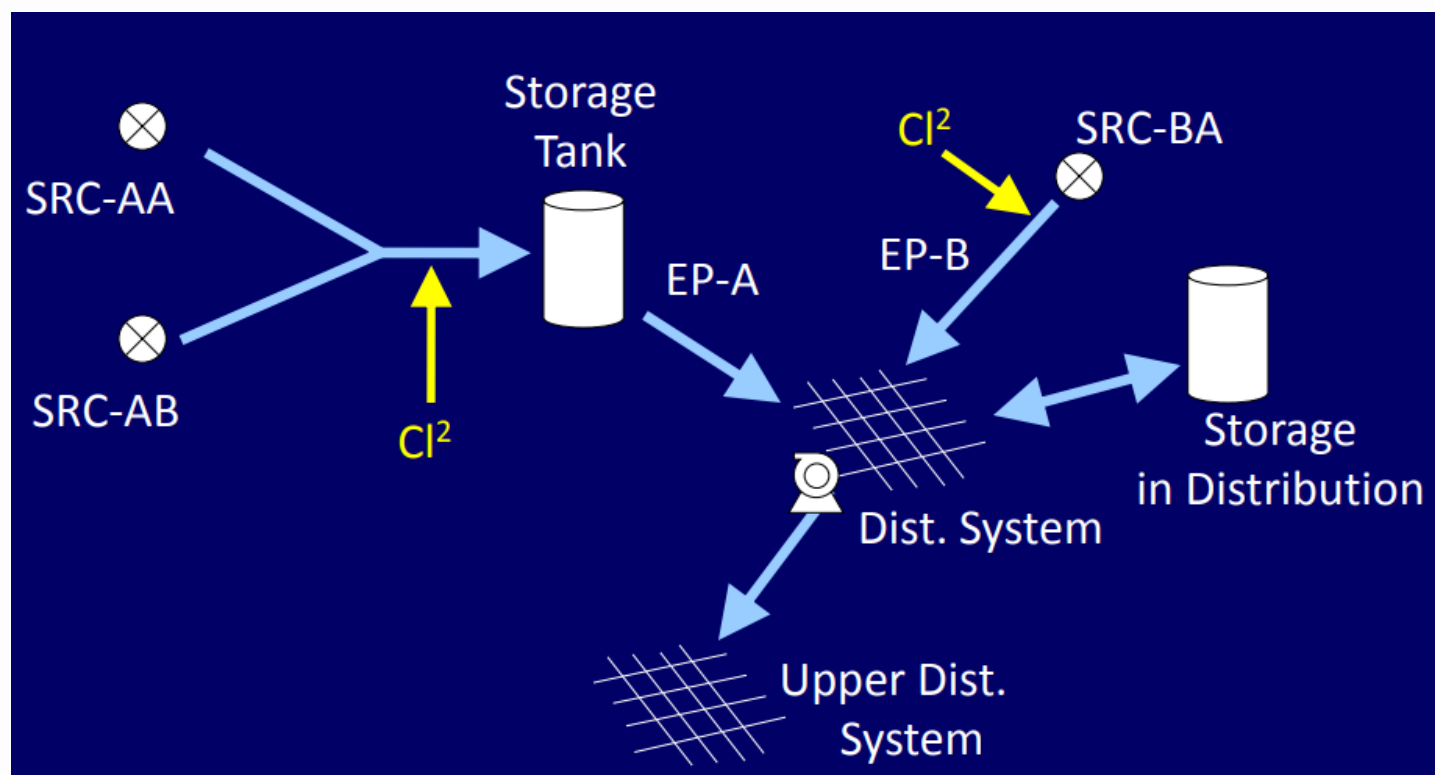 Storage
Tank
Cl²
SRC-BA
SRC-AA
EP-B
EP-A
SRC-AB
Cl²
Storage
in Distribution
Dist. System
Upper Dist.
System